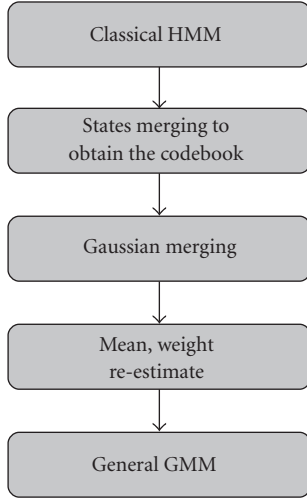 Classical HMM
States merging to
obtain the codebook
Gaussian merging
Mean, weight
re-estimate
General GMM